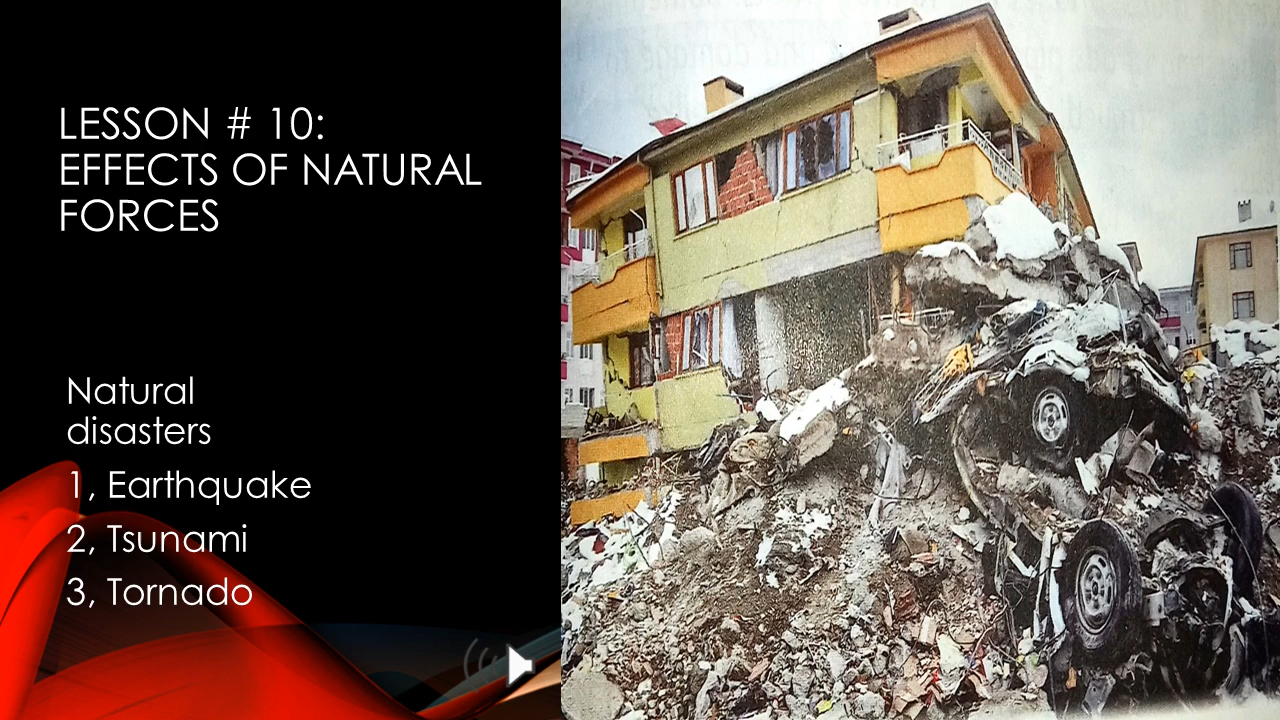 LESSON # 10:
EFFECTS OF NATURAL
FORCES
Natural
disasters
1, Earthquake
2, Tsunami
3, Tornado